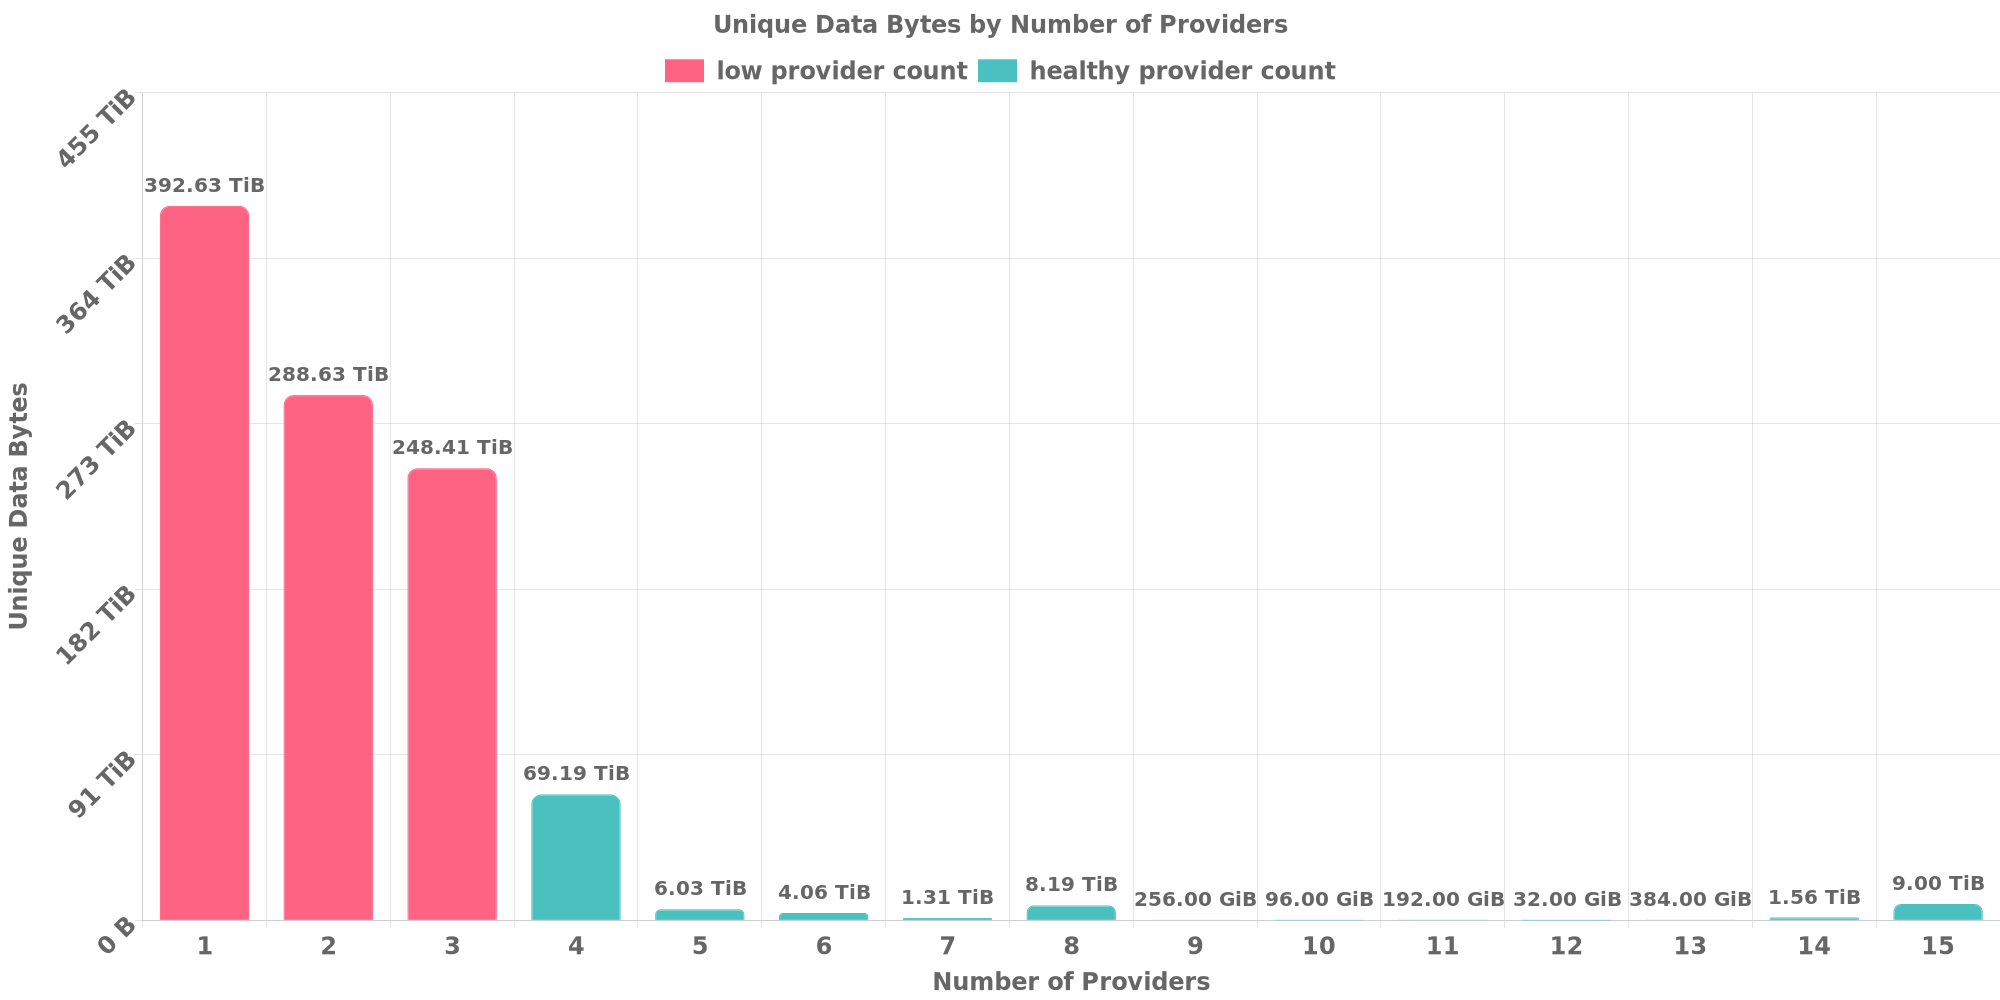 Unique Data Bytes by Number of Providers
low provider count healthy provider count
455 TiB
364 TiB
273 TiB
182 TiB
91 TiB
0 B
Unique Data Bytes
392.63 TiB
288.63 TiB
248.41 TiB
69.19 TiB
6.03 TiB
4.06 TiB
1.31 TiB
8.19 TiB
256.00 GiB
96.00 GiB
192.00 GiB
32.00 GiB
384.00 GiB
1.56 TiB
9.00 TiB
1 2 3 4 5 6 7 8 9 10 11 12 13 14 15
Number of Providers